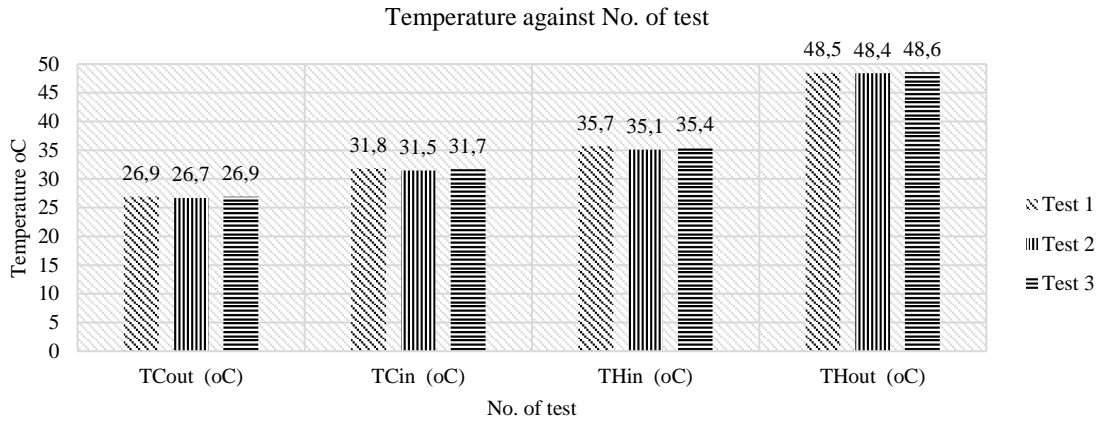 Temperature against No. of test
48,5 48,4 48,6
35,7 35,1 35,4
31,8 31,5 31,7
26,9 26,7 26,9
50
45
40
35
30
25
20
15
10
5
0
Temperature oC
TCout (oC) TCin (oC) THin (oC) THout (oC)
No. of test
Test 1
Test 2
Test 3